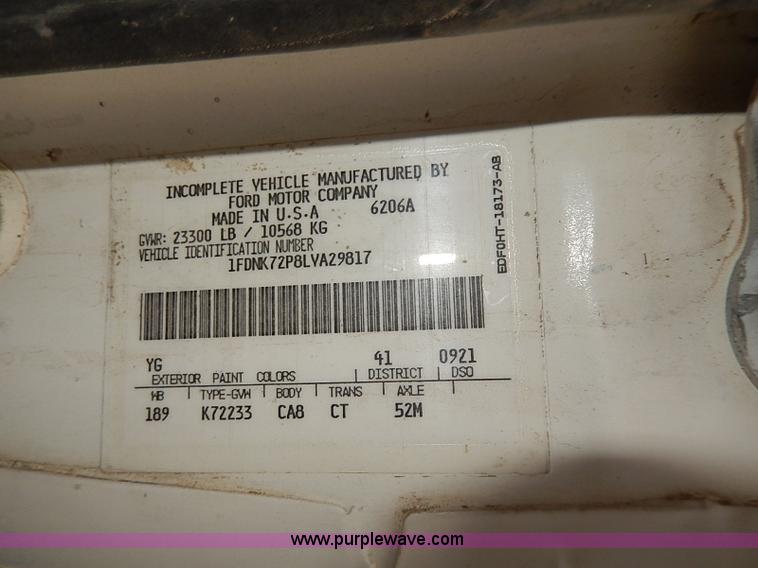 INCOMPLETE VEHICLE MANUFACTURED BY
FORD MOTOR COMPANY
MADE IN U.S.A 6206A
GVWR: 23300 LB / 10568 KG
VEHICLE IDENTIFICATION NUMBER
1FDNK72P8LVA29817
EDF0HT-18173-AB
YG 41 0921
EXTERIOR PAINT COLORS DISTRICT DSO
WB TYPE-GVW BODY TRANS AXLE
189 K72233 CA8 CT 52M
www.purplewave.com